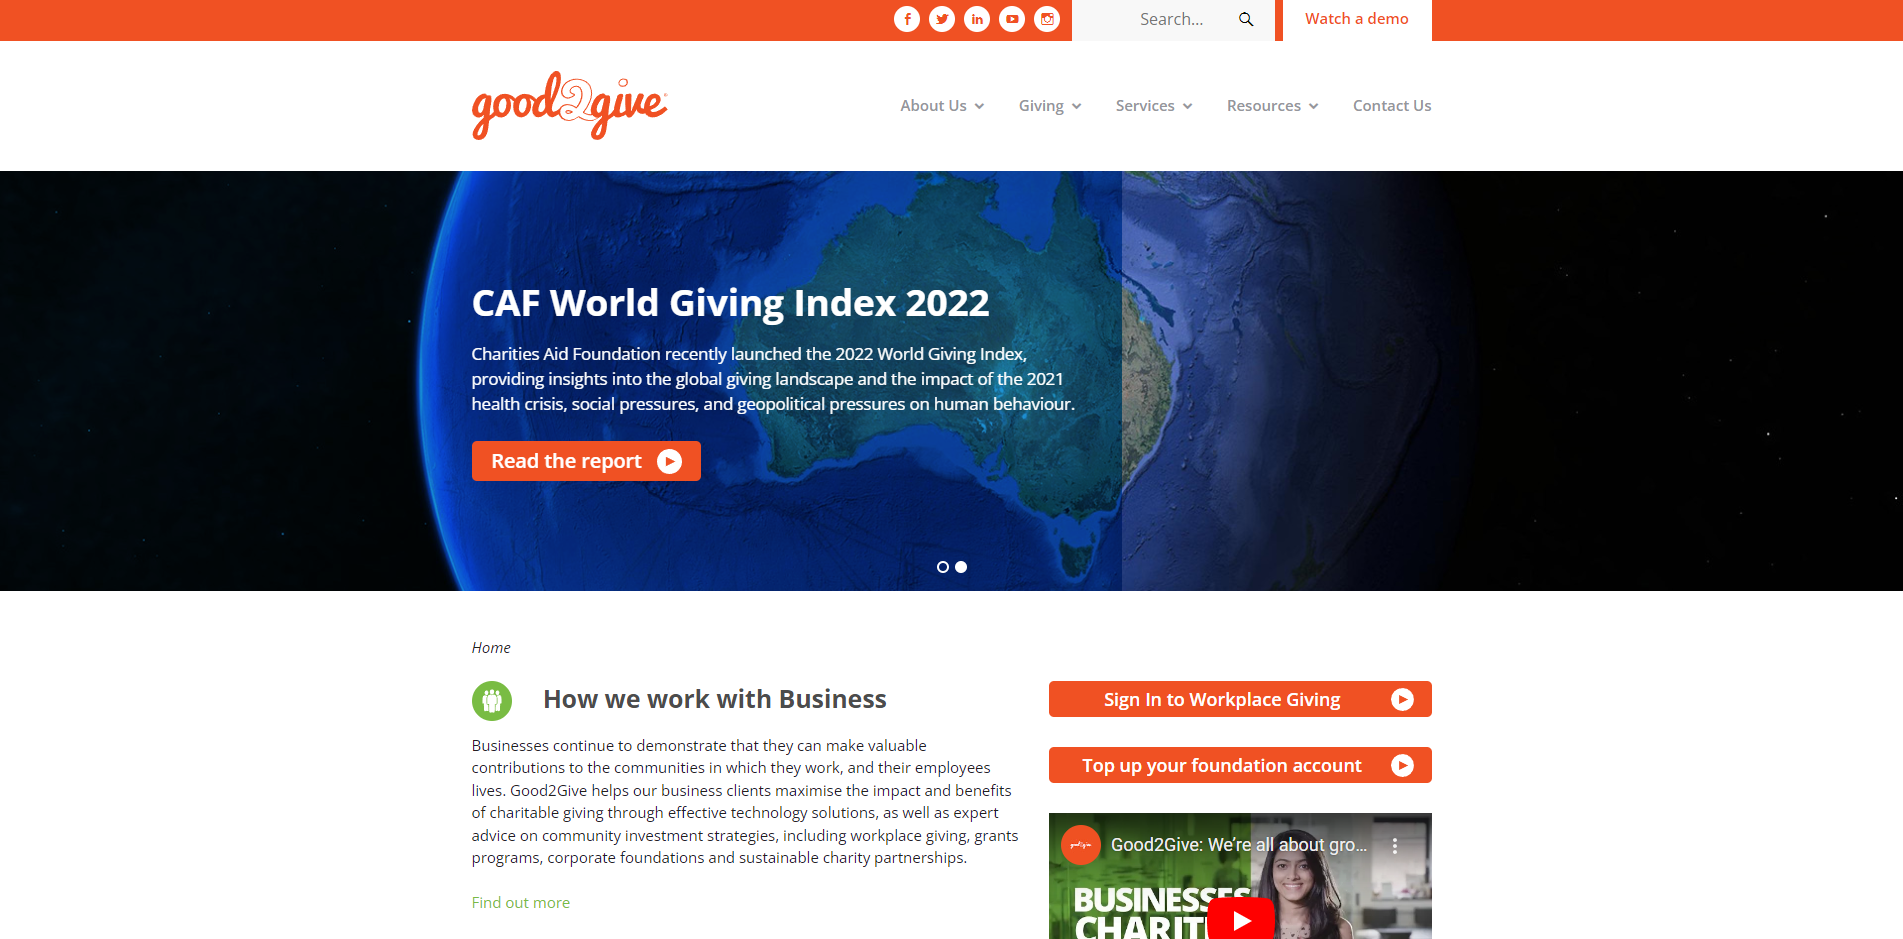 Search...
Watch a demo
good2give
About Us
Giving
Services
Resources
Contact Us
CAF World Giving Index 2022
Charities Aid Foundation recently launched the 2022 World Giving Index,
providing insights into the global giving landscape and the impact of the 2021
health crisis, social pressures, and geopolitical pressures on human behaviour.
Read the report
Home
How we work with Business
Businesses continue to demonstrate that they can make valuable
contributions to the communities in which they work, and their employees
lives. Good2Give helps our business clients maximise the impact and benefits
of charitable giving through effective technology solutions, as well as expert
advice on community investment strategies, including workplace giving, grants
programs, corporate foundations and sustainable charity partnerships.
Find out more
Sign In to Workplace Giving
Top up your foundation account
Good2Give: We're all about gro...
BUSINESSES